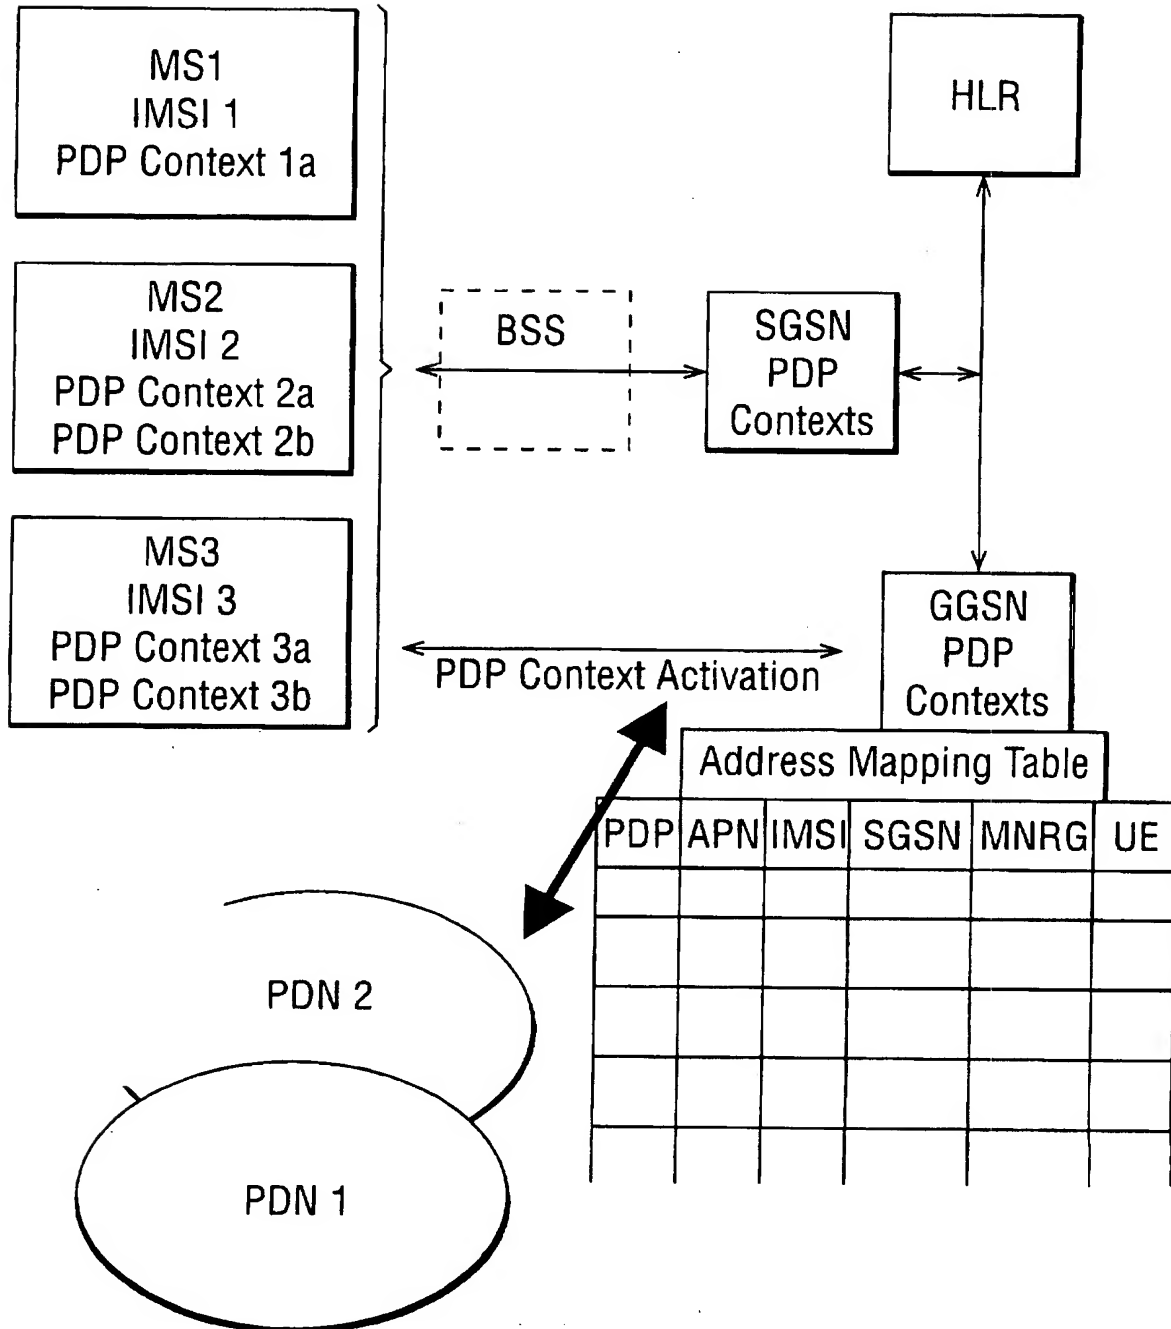 MS1
IMSI 1
PDP Context 1a
HLR
MS2
IMSI 2
PDP Context 2a
PDP Context 2b
BSS
SGSN
PDP
Contexts
MS3
IMSI 3
PDP Context 3a
PDP Context 3b
PDP Context Activation
GGSN
PDP
Contexts
Address Mapping Table
PDP APN IMSI SGSN MNRG UE
PDN 2
PDN 1